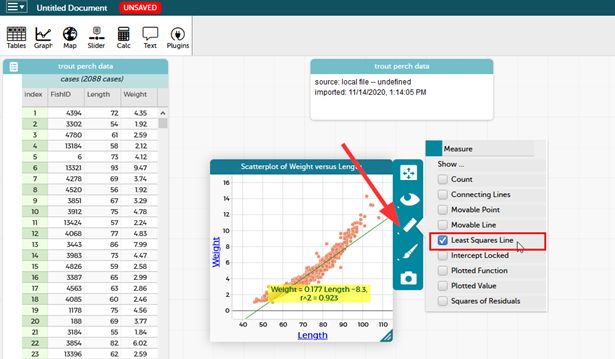 Untitled Document UNSAVED
Tables Graph Map Slider Calc Text Plugins
trout perch data
cases (2088 cases)
index FishID Length Weight
1 4394 72 4.35
2 3302 54 1.92
3 4780 61 2.59
4 13184 58 2.12
5 6 73 4.12
6 13321 93 9.47
7 4278 69 3.74
8 4520 56 1.92
9 3851 67 3.29
10 3912 75 4.78
11 13424 57 2.24
12 4068 77 4.83
13 3443 86 7.99
14 3983 73 4.47
15 4826 59 2.58
16 3387 65 2.99
17 4563 63 2.86
18 4085 60 2.46
19 1178 75 4.56
20 188 69 3.77
21 3184 55 1.84
22 3854 82 6.02
23 13396 62 2.59
trout perch data
source: local file -- undefined
imported: 11/14/2020, 1:14:05 PM
Scatterplot of Weight versus Length
16
14
12
10
8
6
4
2
0
Weight
Weight = 0.177 Length −8.3,
r^2 = 0.923
40 50 60 70 80 90 100 110
Length
Measure
Show ...
Count
Connecting Lines
Movable Point
Movable Line
Least Squares Line
Intercept Locked
Plotted Function
Plotted Value
Squares of Residuals